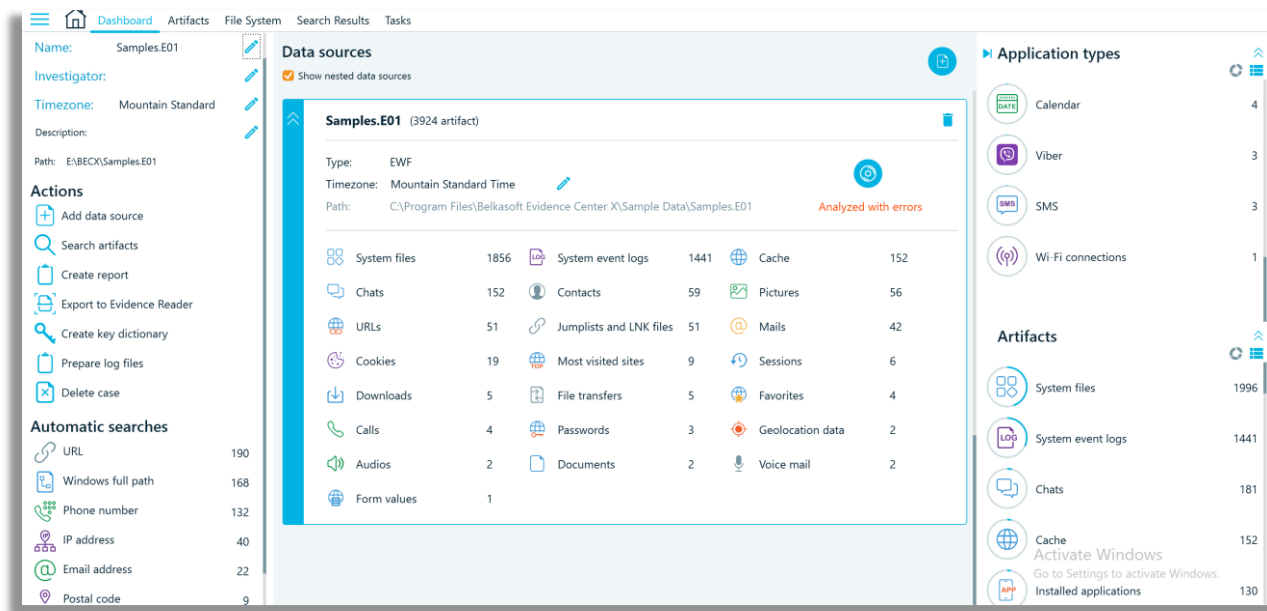 Dashboard Artifacts File System Search Results Tasks
Name: Samples.E01
Investigator:
Timezone: Mountain Standard
Description:
Path: E:\BECX\Samples.E01
Actions
Add data source
Search artifacts
Create report
Export to Evidence Reader
Create key dictionary
Prepare log files
Delete case
Automatic searches
URL 190
Windows full path 168
Phone number 132
IP address 40
Email address 22
Postal code 9
Data sources
Show nested data sources
Samples.E01 (3924 artifact)
Type: EWF
Timezone: Mountain Standard Time
Path: C:\Program Files\Belkasoft Evidence Center X\Sample Data\Samples.E01
Analyzed with errors
System files 1856 LOG System event logs 1441 Cache 152
Chats 152 Contacts 59 Pictures 56
URLs 51 Jumplists and LNK files 51 @ Mails 42
Cookies 19 TOP Most visited sites 9 Sessions 6
Downloads 5 File transfers 5 Favorites 4
Calls 4 Passwords 3 Geolocation data 2
Audios 2 Documents 2 Voice mail 2
Form values 1
Application types
DATE Calendar 4
Viber 3
SMS SMS 3
Wi-Fi connections 1
Artifacts
System files 1996
LOG System event logs 1441
Chats 181
Cache 152
Activate Windows
Go to Settings to activate Windows.
APP Installed applications 130